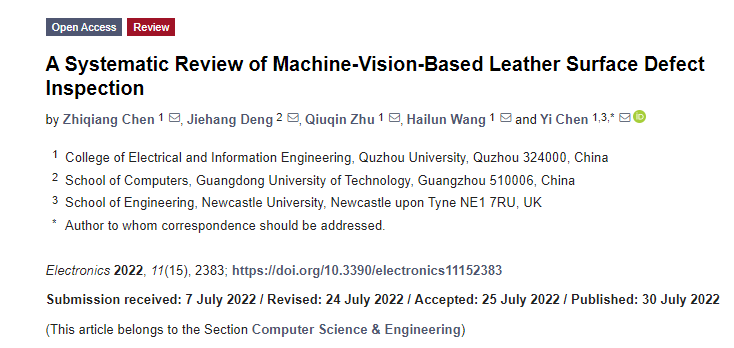 Open Access Review
A Systematic Review of Machine-Vision-Based Leather Surface Defect
Inspection
by Zhiqiang Chen 1, Jiehang Deng 2, Qiuqin Zhu 1, Hailun Wang 1 and Yi Chen 1,3,* iD
1 College of Electrical and Information Engineering, Quzhou University, Quzhou 324000, China
2 School of Computers, Guangdong University of Technology, Guangzhou 510006, China
3 School of Engineering, Newcastle University, Newcastle upon Tyne NE1 7RU, UK
* Author to whom correspondence should be addressed.
Electronics 2022, 11(15), 2383; https://doi.org/10.3390/electronics11152383
Submission received: 7 July 2022 / Revised: 24 July 2022 / Accepted: 25 July 2022 / Published: 30 July 2022
(This article belongs to the Section Computer Science & Engineering)